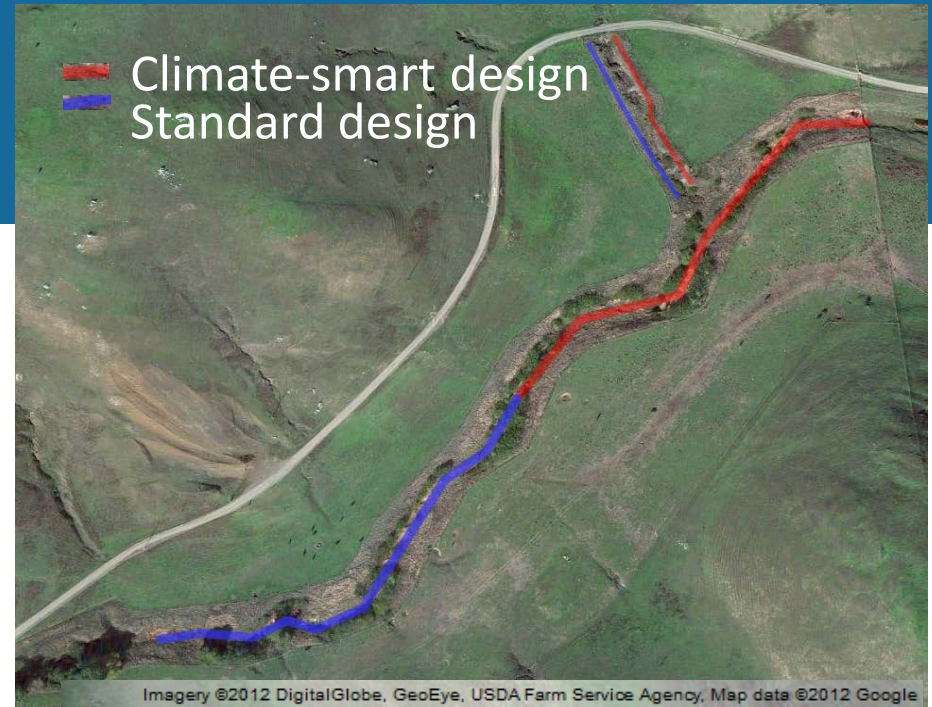 Climate-smart design
Standard design
Imagery ©2012 DigitalGlobe, GeoEye, USDA Farm Service Agency, Map data ©2012 Google